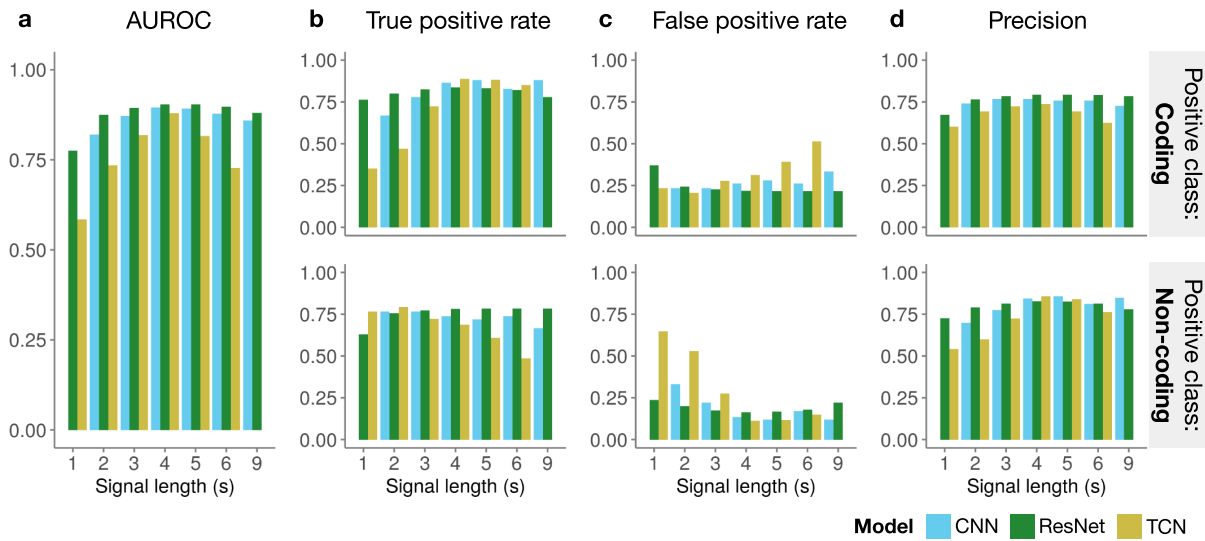 a AUROC
b True positive rate
c False positive rate
d Precision
1.00
0.75
0.50
0.25
0.00
1.00
0.75
0.50
0.25
0.00
1.00
0.75
0.50
0.25
0.00
1.00
0.75
0.50
0.25
0.00
Positive class:
Coding
1.00
0.75
0.50
0.25
0.00
1.00
0.75
0.50
0.25
0.00
1.00
0.75
0.50
0.25
0.00
Positive class:
Non-coding
1 2 3 4 5 6 9
Signal length (s)
1 2 3 4 5 6 9
Signal length (s)
1 2 3 4 5 6 9
Signal length (s)
1 2 3 4 5 6 9
Signal length (s)
Model CNN ResNet TCN